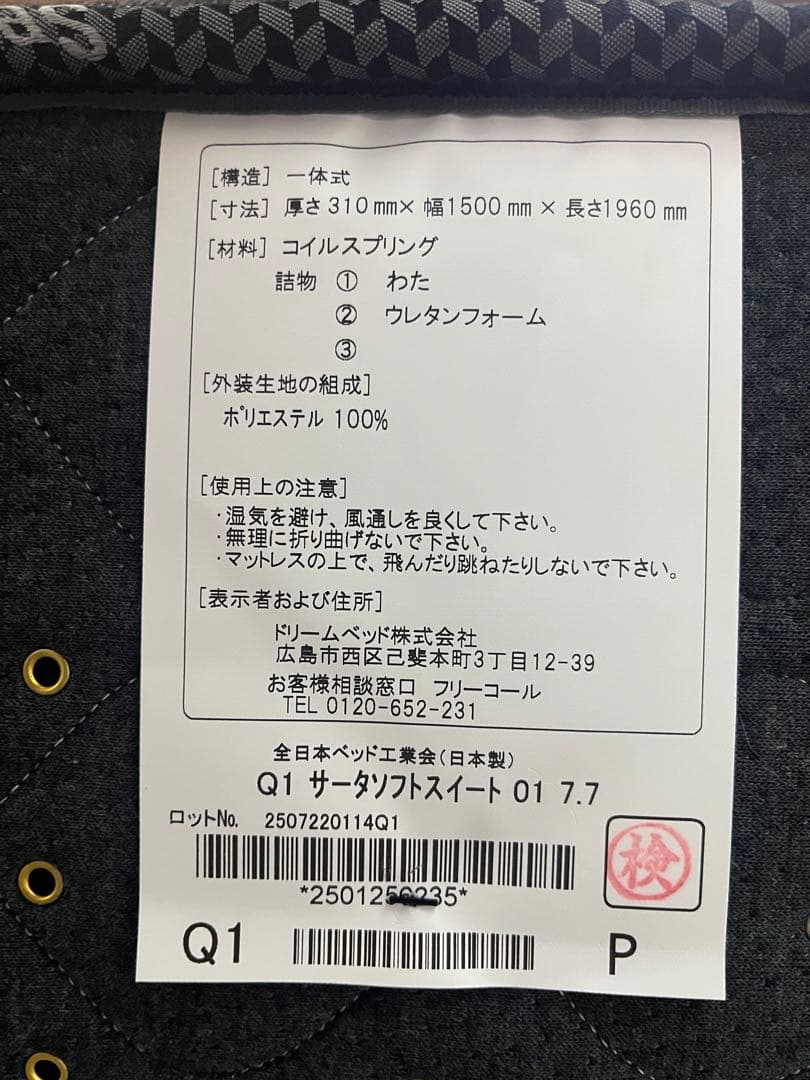 [構造] 一体式
[寸法] 厚さ310mm× 幅1500mm × 長さ1960mm
[材料] コイルスプリング
詰物 ① わた
② ウレタンフォーム
③
[外装生地の組成]
ポリエステル 100%
[使用上の注意]
・湿気を避け、風通しを良くして下さい。
・無理に折り曲げないで下さい。
・マットレスの上で、飛んだり跳ねたりしないで下さい。
[表示者および住所]
ドリームベッド株式会社
広島市西区己斐本町3丁目12-39
お客様相談窓口 フリーコール
TEL 0120-652-231
全日本ベッド工業会(日本製)
Q1 サータソフトスイート 01 7.7
ロットNo. 2507220114Q1
検
Q1
P